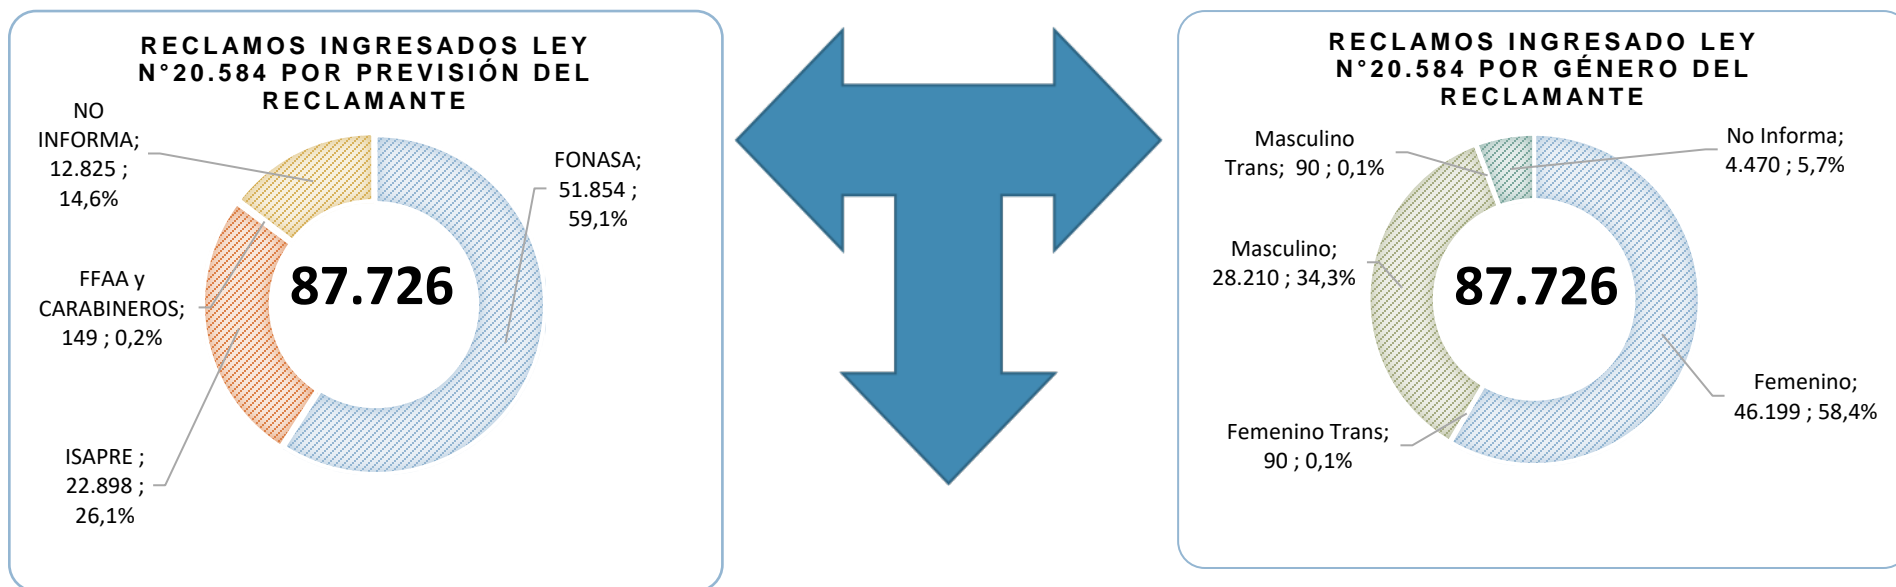 RECLAMOS INGRESADOS LEY
N°20.584 POR PREVISIÓN DEL
RECLAMANTE
NO
INFORMA;
12.825 ;
14,6%
FONASA;
51.854 ;
59,1%
87.726
FFAA y
CARABINEROS;
149 ; 0,2%
ISAPRE ;
22.898 ;
26,1%
RECLAMOS INGRESADO LEY
N°20.584 POR GÉNERO DEL
RECLAMANTE
Masculino
Trans; 90 ; 0,1%
No Informa;
4.470 ; 5,7%
Masculino;
28.210 ; 34,3%
87.726
Femenino;
46.199 ; 58,4%
Femenino Trans;
90 ; 0,1%